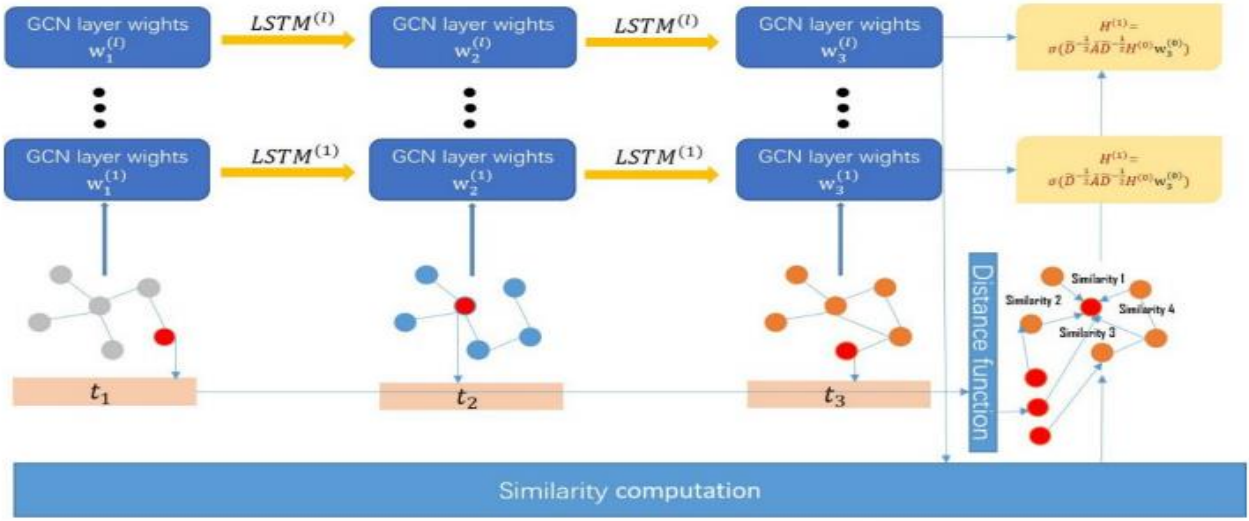 GCN layer wights
w₁⁽ˡ⁾
LSTM⁽ˡ⁾
GCN layer wights
w₂⁽ˡ⁾
LSTM⁽ˡ⁾
GCN layer wights
w₃⁽ˡ⁾
H⁽¹⁾=
σ(D̃^{-1/2}ÃD̃^{-1/2}H⁽⁰⁾w₃⁽⁰⁾)
GCN layer wights
w₁⁽¹⁾
LSTM⁽¹⁾
GCN layer wights
w₂⁽¹⁾
LSTM⁽¹⁾
GCN layer wights
w₃⁽¹⁾
H⁽¹⁾=
σ(D̃^{-1/2}ÃD̃^{-1/2}H⁽⁰⁾w₃⁽⁰⁾)
Distance function
Similarity 1
Similarity 2
Similarity 4
Similarity 3
t₁
t₂
t₃
Similarity computation